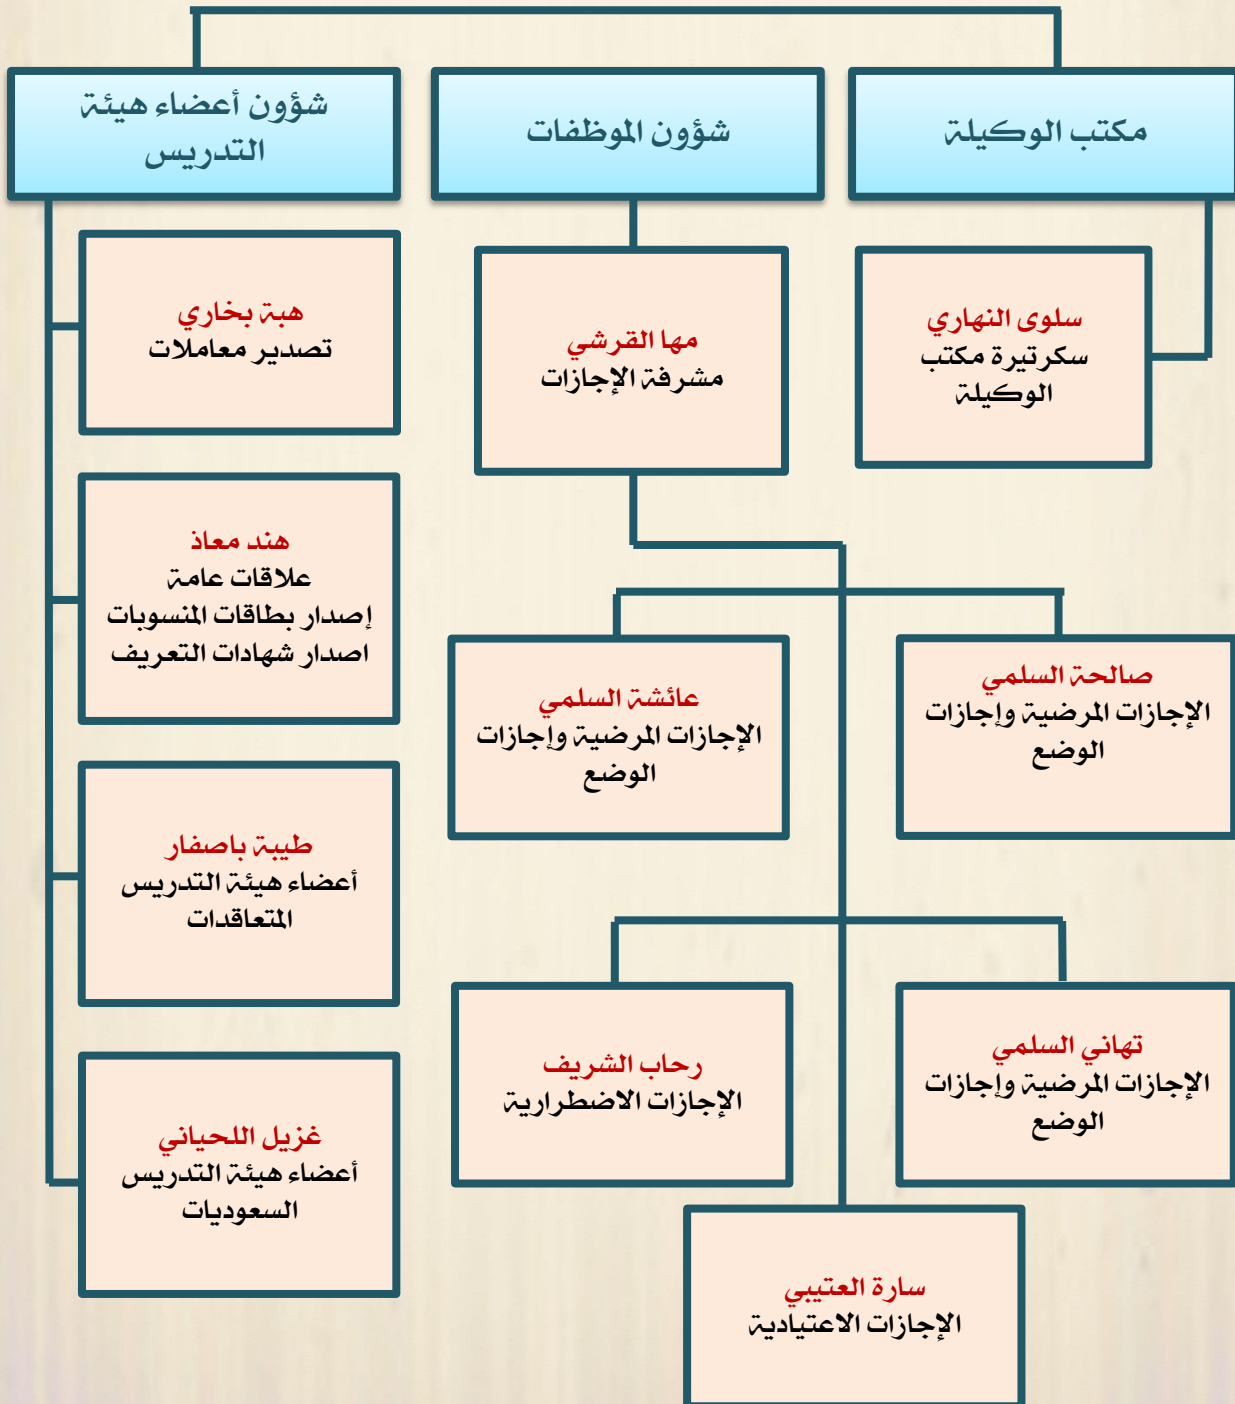 مكتب الوكيلة
شؤون الموظفات
شؤون أعضاء هيئة
التدريس
سلوى النهاري
سكرتيرة مكتب
الوكيلة
مها القرشي
مشرفة الإجازات
صالحة السلمي
الإجازات المرضية وإجازات
الوضع
عائشة السلمي
الإجازات المرضية وإجازات
الوضع
تهاني السلمي
الإجازات المرضية وإجازات
الوضع
رحاب الشريف
الإجازات الاضطرارية
سارة العتيبي
الإجازات الاعتيادية
هبة بخاري
تصدير معاملات
هند معاذ
علاقات عامة
إصدار بطاقات المنسوبات
اصدار شهادات التعريف
طيبة باصفار
أعضاء هيئة التدريس
المتعاقدات
غزيل اللحياني
أعضاء هيئة التدريس
السعوديات